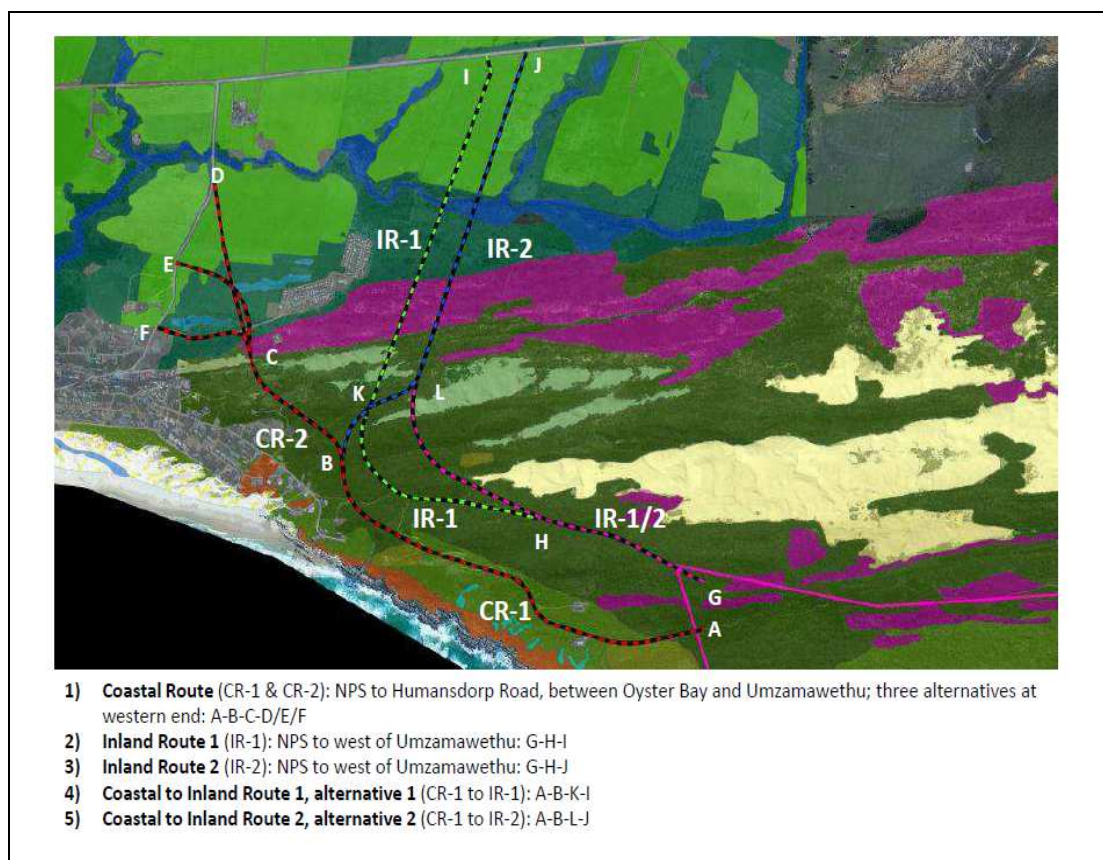 I
J
D
IR-1
IR-2
E
F
C
K
L
CR-2
B
IR-1
IR-1/2
H
G
CR-1
A
1) Coastal Route (CR-1 & CR-2): NPS to Humansdorp Road, between Oyster Bay and Umzamawethu; three alternatives at
western end: A-B-C-D/E/F
2) Inland Route 1 (IR-1): NPS to west of Umzamawethu: G-H-I
3) Inland Route 2 (IR-2): NPS to west of Umzamawethu: G-H-J
4) Coastal to Inland Route 1, alternative 1 (CR-1 to IR-1): A-B-K-I
5) Coastal to Inland Route 2, alternative 2 (CR-1 to IR-2): A-B-L-J